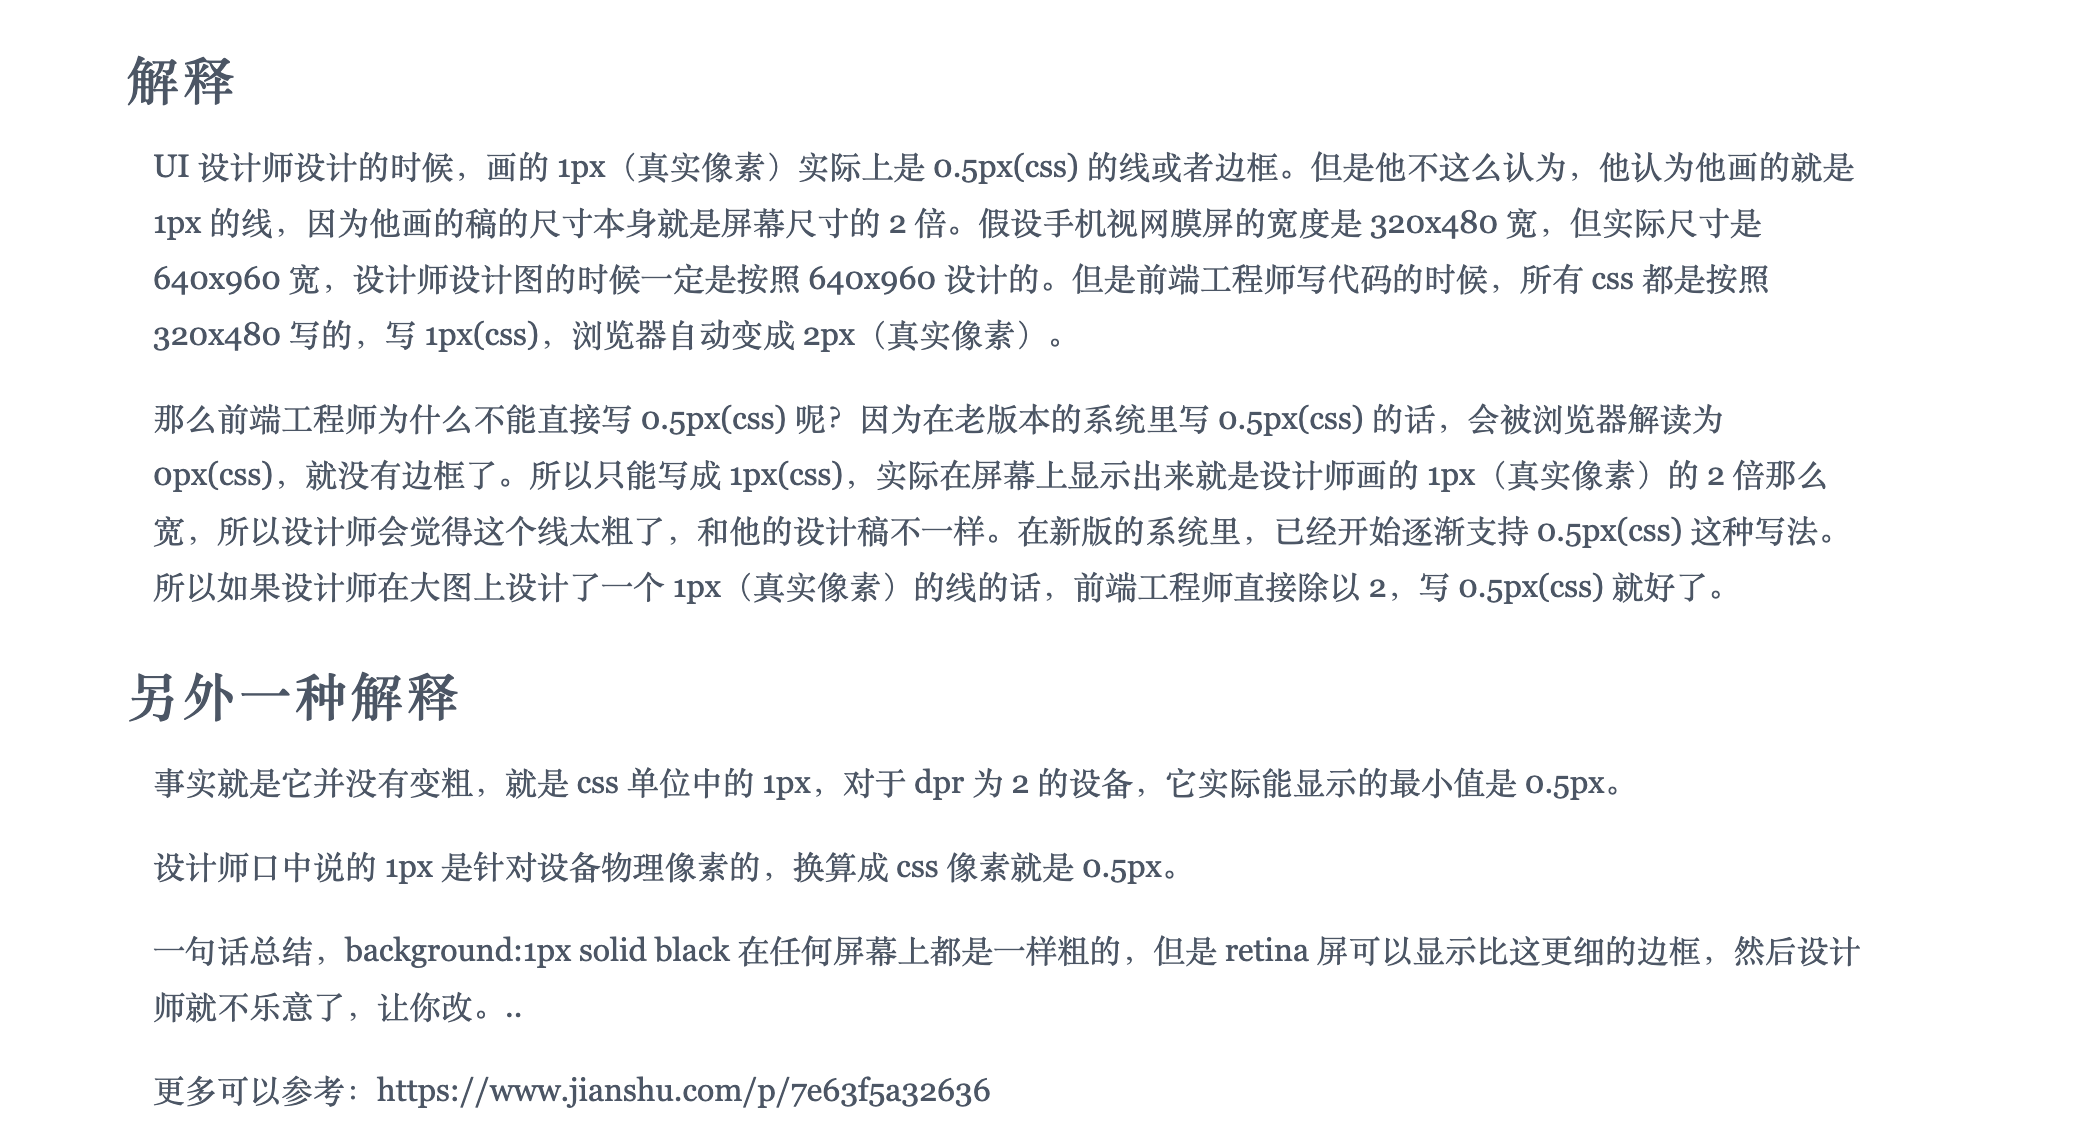 解释
UI 设计师设计的时候，画的 1px（真实像素）实际上是 0.5px(css) 的线或者边框。但是他不这么认为，他认为他画的就是
1px 的线，因为他画的稿的尺寸本身就是屏幕尺寸的 2 倍。假设手机视网膜屏的宽度是 320x480 宽，但实际尺寸是
640x960 宽，设计师设计图的时候一定是按照 640x960 设计的。但是前端工程师写代码的时候，所有 css 都是按照
320x480 写的，写 1px(css)，浏览器自动变成 2px（真实像素）。
那么前端工程师为什么不能直接写 0.5px(css) 呢？因为在老版本的系统里写 0.5px(css) 的话，会被浏览器解读为
0px(css)，就没有边框了。所以只能写成 1px(css)，实际在屏幕上显示出来就是设计师画的 1px（真实像素）的 2 倍那么
宽，所以设计师会觉得这个线太粗了，和他的设计稿不一样。在新版的系统里，已经开始逐渐支持 0.5px(css) 这种写法。
所以如果设计师在大图上设计了一个 1px（真实像素）的线的话，前端工程师直接除以 2，写 0.5px(css) 就好了。
另外一种解释
事实就是它并没有变粗，就是 css 单位中的 1px，对于 dpr 为 2 的设备，它实际能显示的最小值是 0.5px。
设计师口中说的 1px 是针对设备物理像素的，换算成 css 像素就是 0.5px。
一句话总结，background:1px solid black 在任何屏幕上都是一样粗的，但是 retina 屏可以显示比这更细的边框，然后设计
师就不乐意了，让你改。..
更多可以参考：https://www.jianshu.com/p/7e63f5a32636